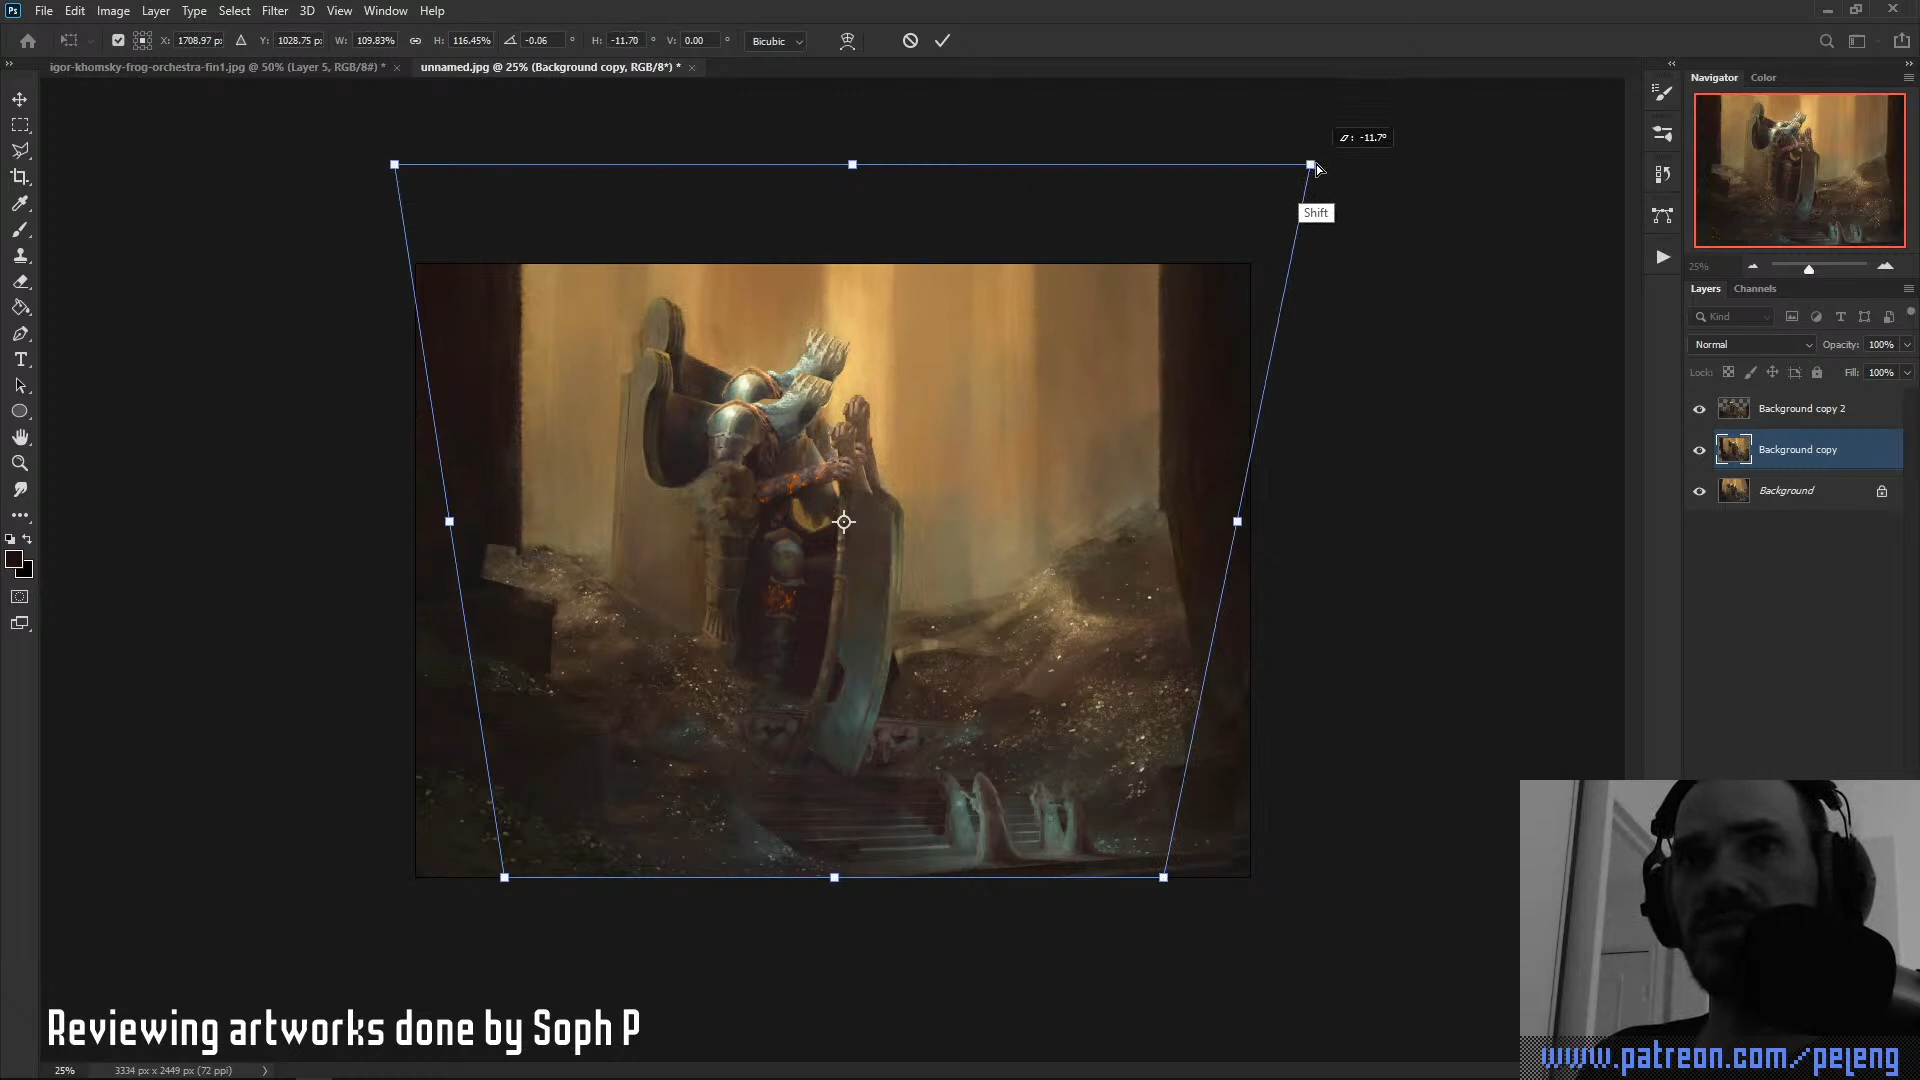 Ps File Edit Image Layer Type Select Filter 3D View Window Help
X: 1708.97 px Y: 1028.75 px W: 109.83% H: 116.45% -0.06 ° H: -11.70 ° V: 0.00 ° Bicubic
igor-khomsky-frog-orchestra-fin1.jpg @ 50% (Layer 5, RGB/8#) * × unnamed.jpg @ 25% (Background copy, RGB/8*) * ×
Navigator Color
-11.7°
Shift
25%
Layers Channels
Kind
Normal Opacity: 100%
Lock: Fill: 100%
Background copy 2
Background copy
Background
Reviewing artworks done by Soph P
www.patreon.com/peleng
25% 3334 px x 2449 px (72 ppi)